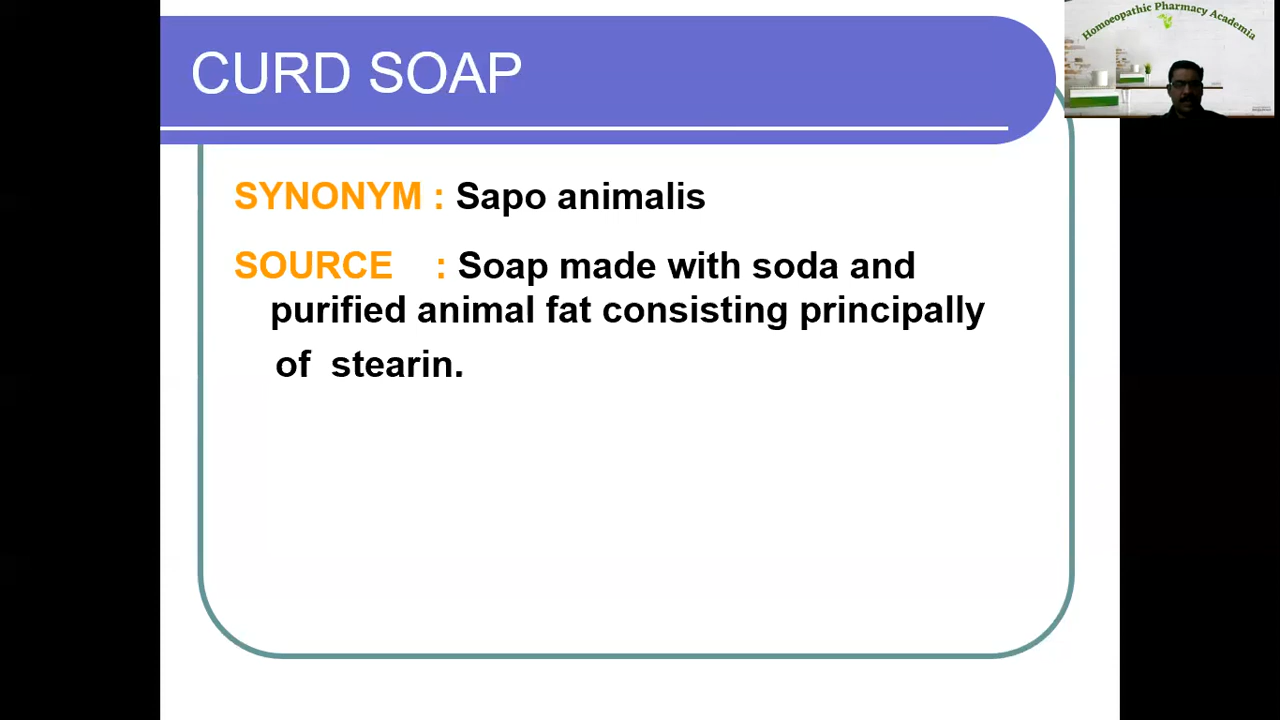 CURD SOAP
Homoeopathic Pharmacy Academia
SYNONYM : Sapo animalis
SOURCE : Soap made with soda and
purified animal fat consisting principally
of stearin.